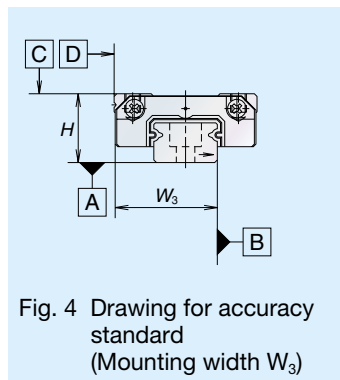 C D
H
A
W₃
B
Fig. 4 Drawing for accuracy
standard
(Mounting width W₃)